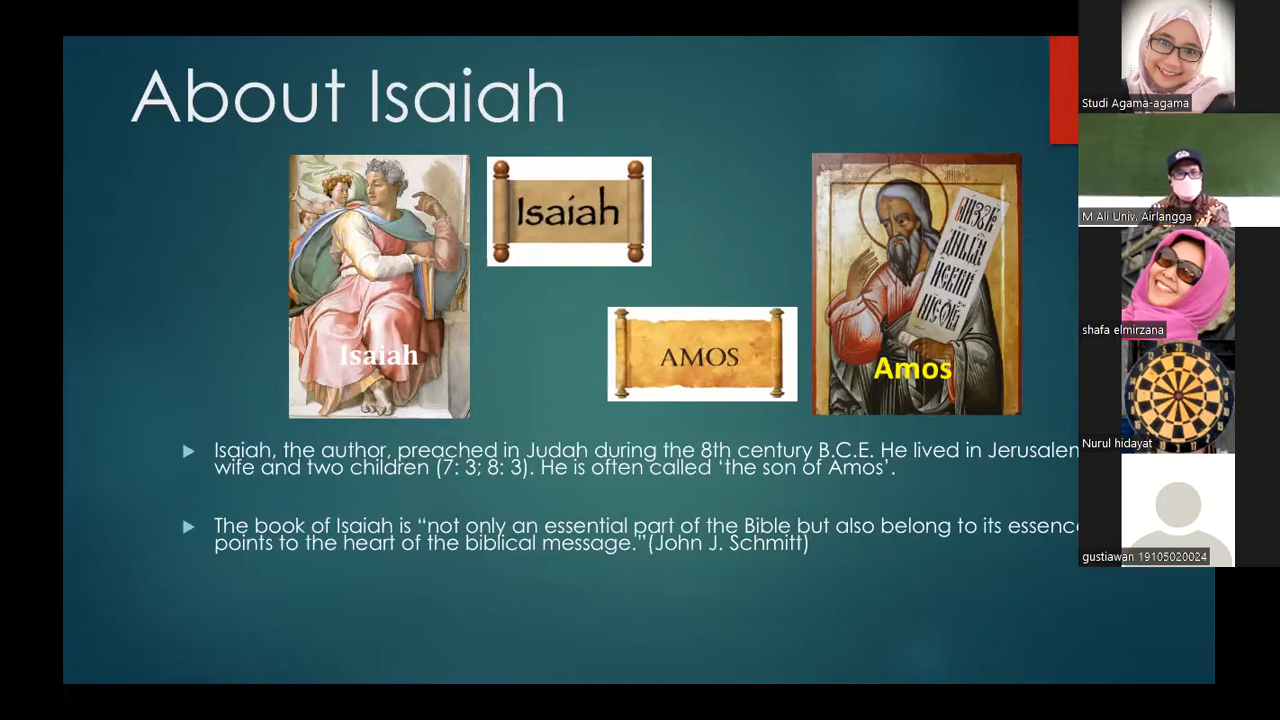 About Isaiah
Isaiah
Isaiah
AMOS
Amos
Isaiah, the author, preached in Judah during the 8th century B.C.E. He lived in
wife and two children (7: 3; 8: 3). He is often called ‘the son of Amos’.
The book of Isaiah is “not only an essential part of the Bible but also belong to its
points to the heart of the biblical message.”(John J. Schmitt)
Studi Agama-agama
M Ali Univ. Airlangga
shafa elmirzana
Nurul hidayat
gustiawan 19105020024